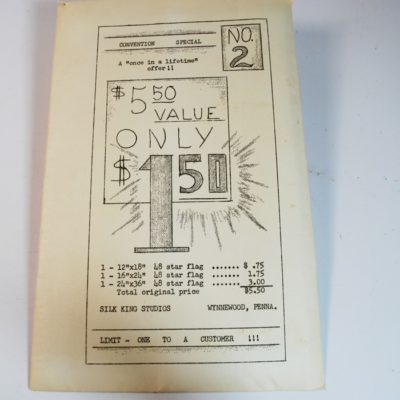 CONVENTION SPECIAL
NO. 2
A "once in a lifetime"
offer!!
$5.50
VALUE
ONLY
$1.50
1 - 12"x18" 48 star flag ....... $ .75
1 - 16"x24" 48 star flag ....... 1.75
1 - 24"x36" 48 star flag ....... 3.00
Total original price $5.50
SILK KING STUDIOS WYNNEWOOD, PENNA.
LIMIT - ONE TO A CUSTOMER !!!